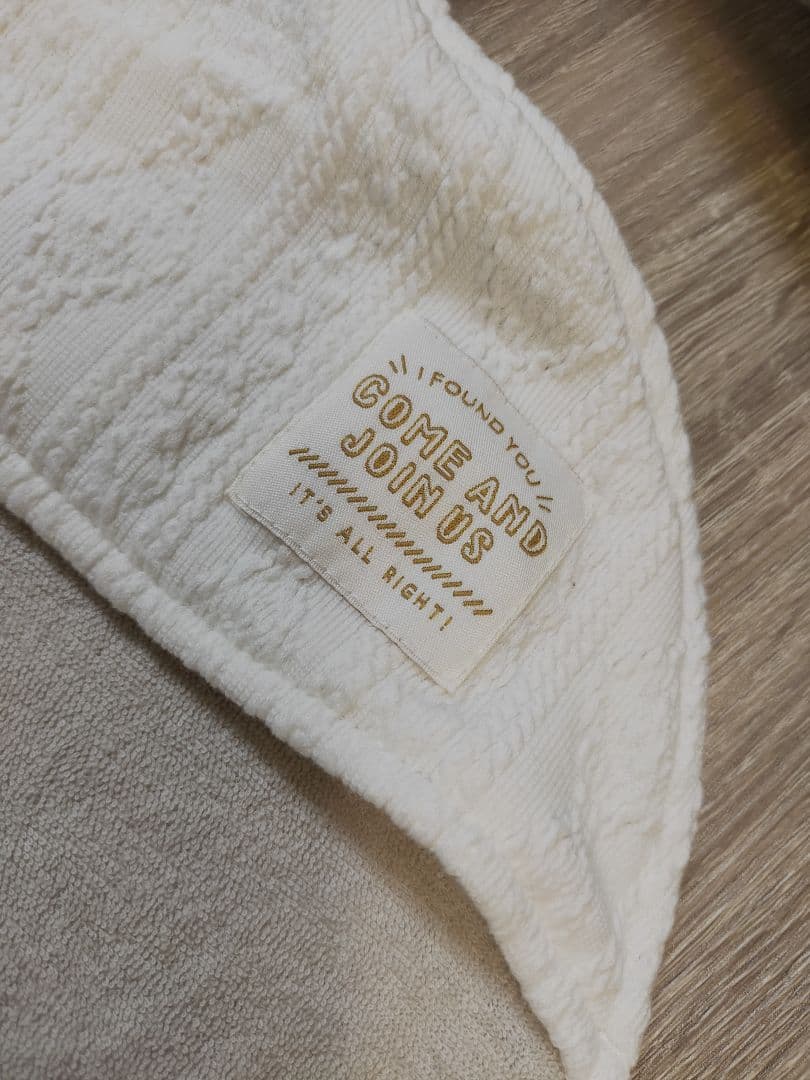 I FOUND YOU
COME AND
JOIN US
IT'S ALL RIGHT!